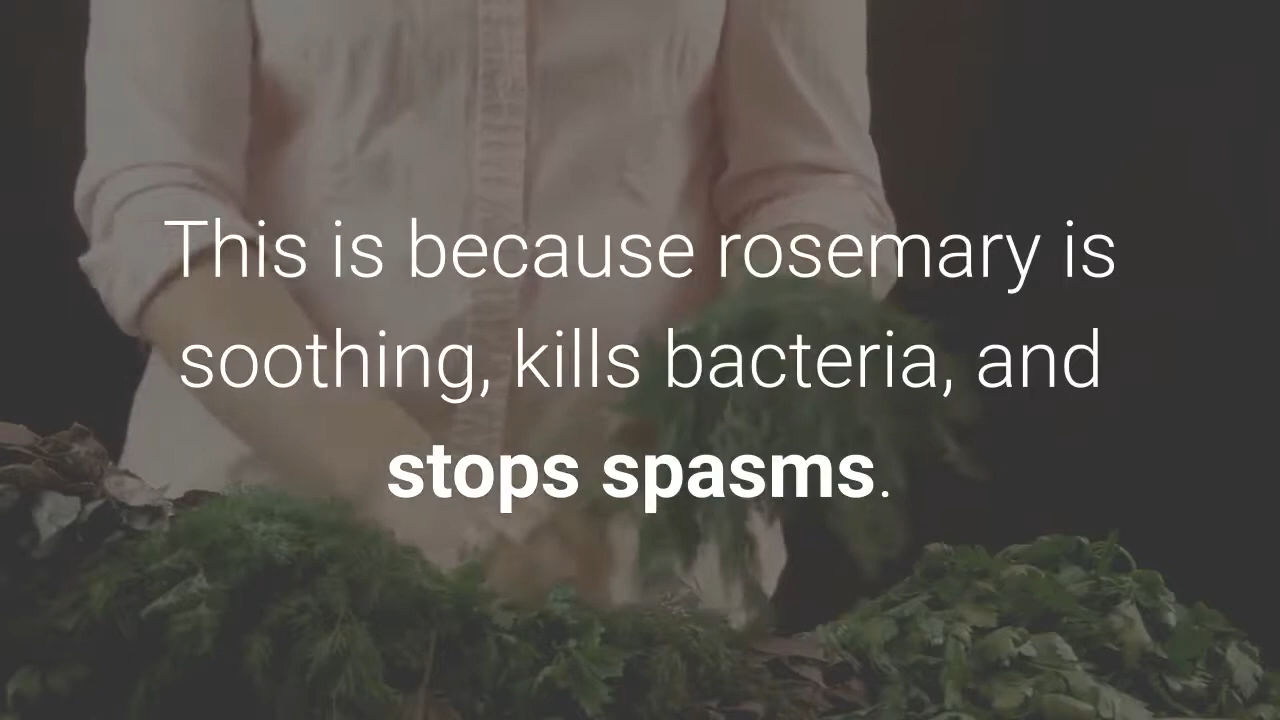 This is because rosemary is
soothing, kills bacteria, and
stops spasms.